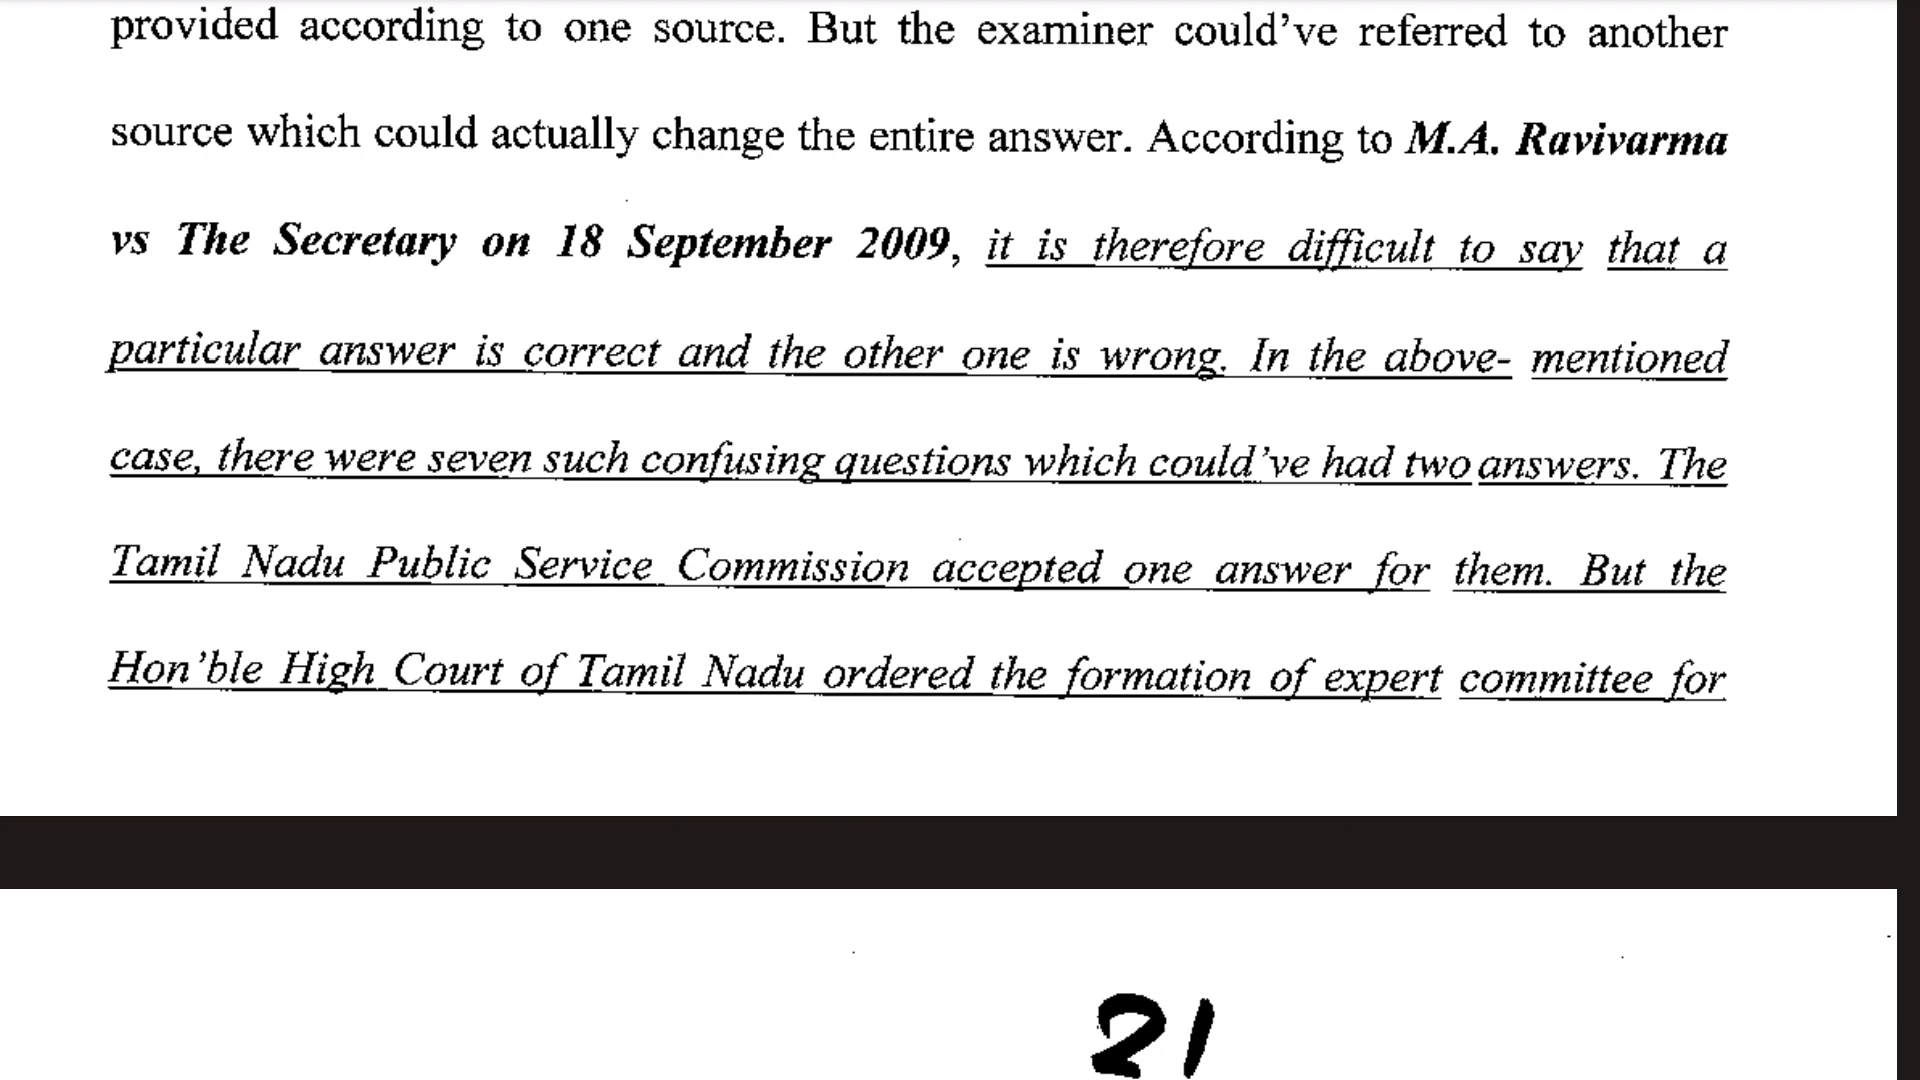 provided according to one source. But the examiner could've referred to another
source which could actually change the entire answer. According to M.A. Ravivarma
vs The Secretary on 18 September 2009, it is therefore difficult to say that a
particular answer is correct and the other one is wrong. In the above- mentioned
case, there were seven such confusing questions which could've had two answers. The
Tamil Nadu Public Service Commission accepted one answer for them. But the
Hon'ble High Court of Tamil Nadu ordered the formation of expert committee for
21